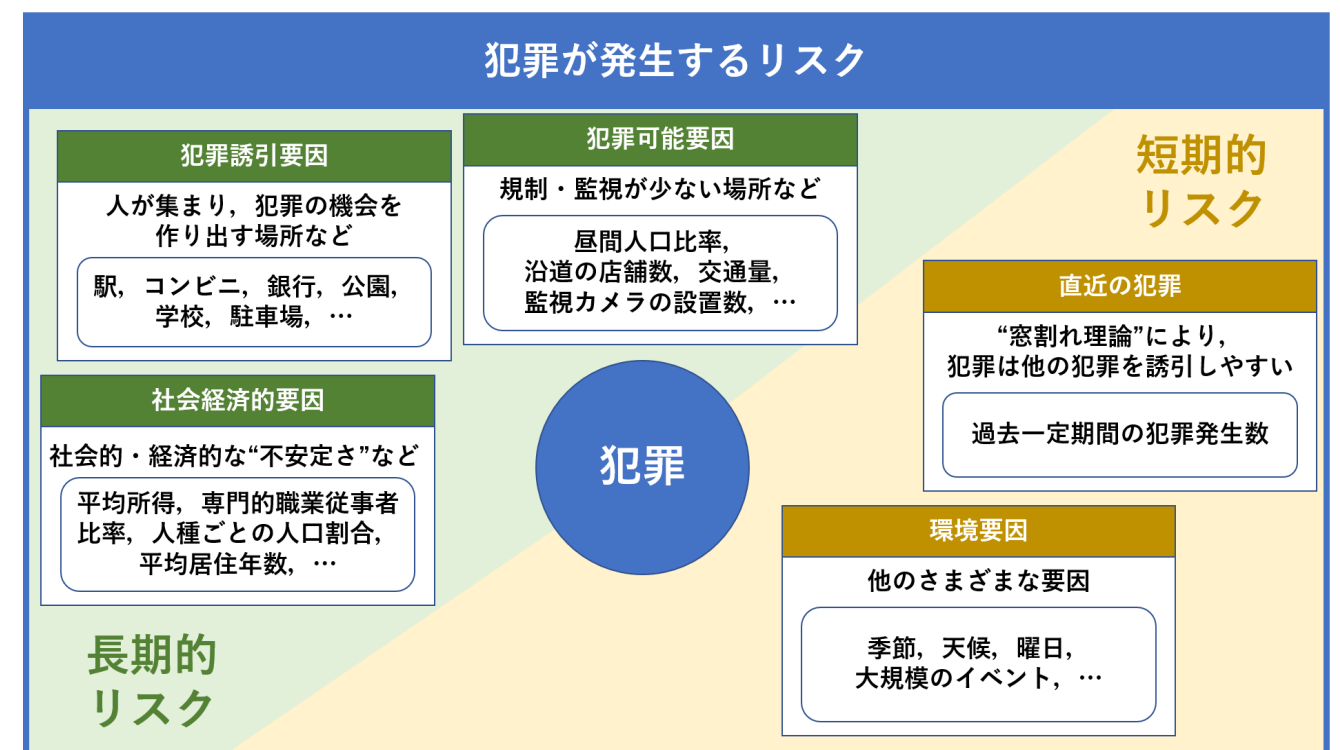 犯罪が発生するリスク
犯罪誘引要因
人が集まり，犯罪の機会を
作り出す場所など
駅，コンビニ，銀行，公園，
学校，駐車場，…
犯罪可能要因
規制・監視が少ない場所など
昼間人口比率，
沿道の店舗数，交通量，
監視カメラの設置数，…
短期的
リスク
直近の犯罪
“窓割れ理論”により，
犯罪は他の犯罪を誘引しやすい
過去一定期間の犯罪発生数
社会経済的要因
社会的・経済的な“不安定さ”など
平均所得，専門的職業従事者
比率，人種ごとの人口割合，
平均居住年数，…
犯罪
環境要因
他のさまざまな要因
季節，天候，曜日，
大規模のイベント，…
長期的
リスク